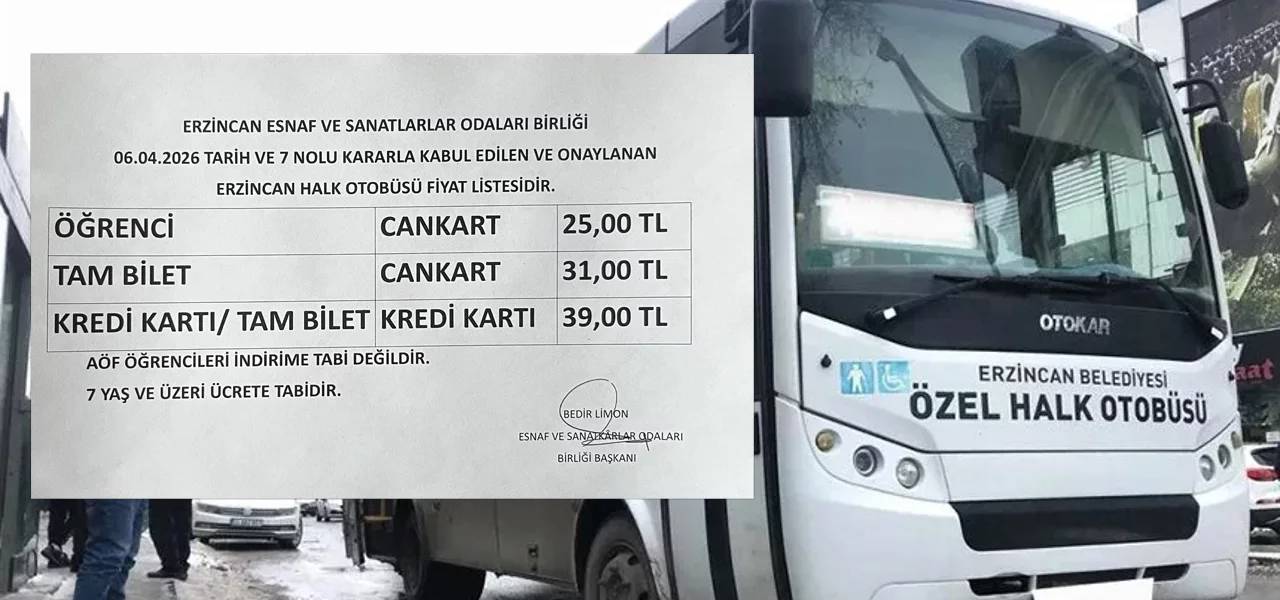 ERZİNCAN ESNAF VE SANATLARLAR ODALARI BİRLİĞİ
06.04.2026 TARİH VE 7 NOLU KARARLA KABUL EDİLEN VE ONAYLANAN
ERZİNCAN HALK OTOBÜSÜ FİYAT LİSTESİDİR.
ÖĞRENCİ CANKART 25,00 TL
TAM BİLET CANKART 31,00 TL
KREDİ KARTI/ TAM BİLET KREDİ KARTI 39,00 TL
AÖF ÖĞRENCİLERİ İNDİRİME TABİ DEĞİLDİR.
7 YAŞ VE ÜZERİ ÜCRETE TABİDİR.
BEDİR LİMON
ESNAF VE SANATKÂRLAR ODALARI
BİRLİĞİ BAŞKANI
OTOKAR
ERZİNCAN BELEDİYESİ
ÖZEL HALK OTOBÜSÜ